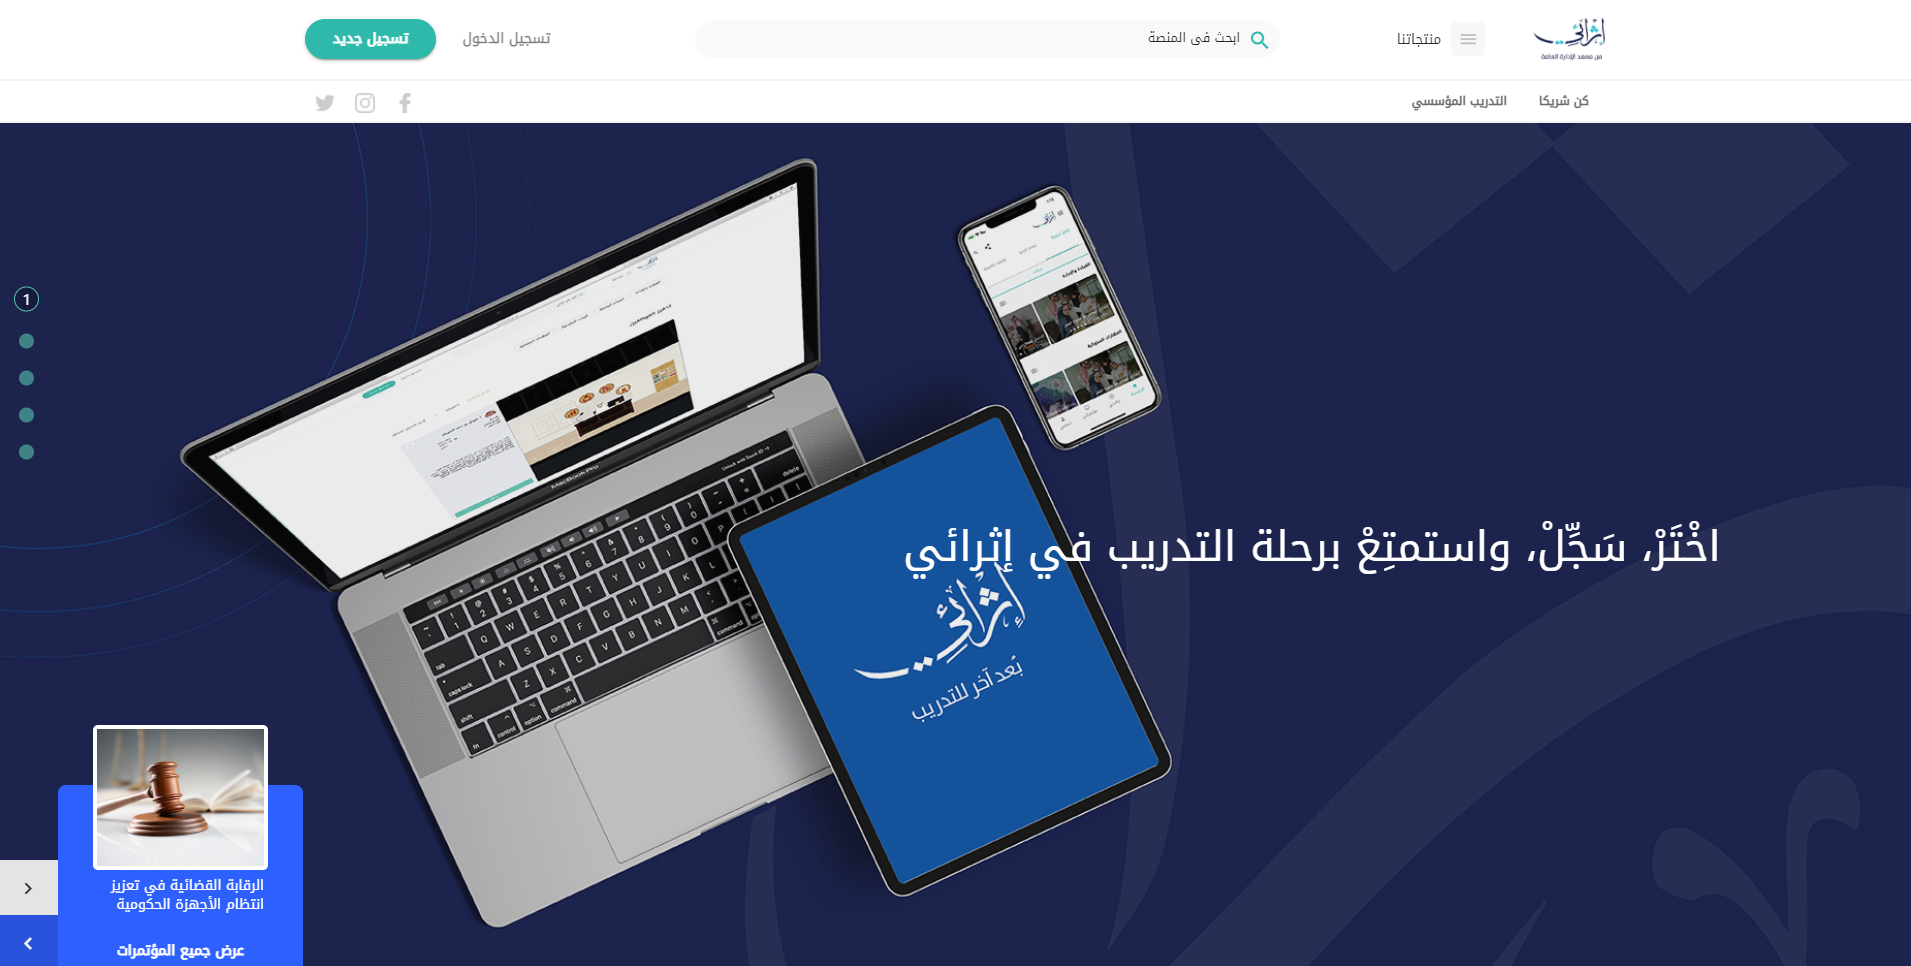 إثرائي
من معهد الإدارة العامة
منتجاتنا
ابحث فى المنصة
تسجيل الدخول
تسجيل جديد
كن شريكا
التدريب المؤسسي
1
اخْتَرْ، سَجِّلْ، واستمتِعْ برحلة التدريب في إثرائي
إثرائي
بُعد آخر للتدريب
MacBook Pro
الرقابة القضائية في تعزيز
انتظام الأجهزة الحكومية
عرض جميع المؤتمرات